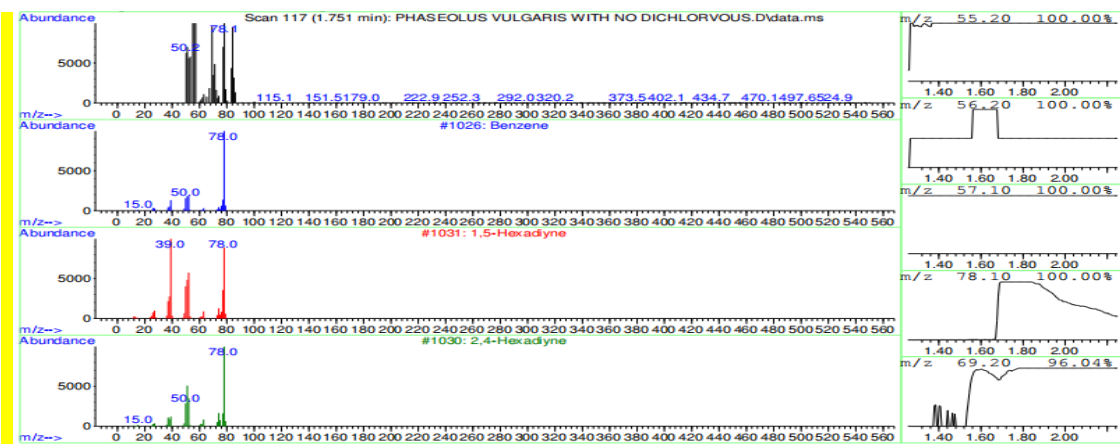 Abundance Scan 117 (1.751 min): PHASEOLUS VULGARIS WITH NO DICHLORVOUS.D\data.ms
50.2 78.1
5000
115.1 151.5179.0 222.9252.3 292.0320.2 373.5402.1 434.7 470.1497.6524.9
0
0 20 40 60 80 100 120 140 160 180 200 220 240 260 280 300 320 340 360 380 400 420 440 460 480 500 520 540 560
m/z-->
Abundance #1026: Benzene
78.0
5000
15.0 50.0
0
0 20 40 60 80 100 120 140 160 180 200 220 240 260 280 300 320 340 360 380 400 420 440 460 480 500 520 540 560
m/z-->
Abundance #1031: 1,5-Hexadiyne
39.0 78.0
5000
0
0 20 40 60 80 100 120 140 160 180 200 220 240 260 280 300 320 340 360 380 400 420 440 460 480 500 520 540 560
m/z-->
Abundance #1030: 2,4-Hexadiyne
78.0
5000
15.0 50.0
0
0 20 40 60 80 100 120 140 160 180 200 220 240 260 280 300 320 340 360 380 400 420 440 460 480 500 520 540 560
m/z-->
m/z 55.20 100.00%
1.40 1.60 1.80 2.00
m/z 56.20 100.00%
1.40 1.60 1.80 2.00
m/z 57.10 100.00%
1.40 1.60 1.80 2.00
m/z 78.10 100.00%
1.40 1.60 1.80 2.00
m/z 69.20 96.04%
1.40 1.60 1.80 2.00